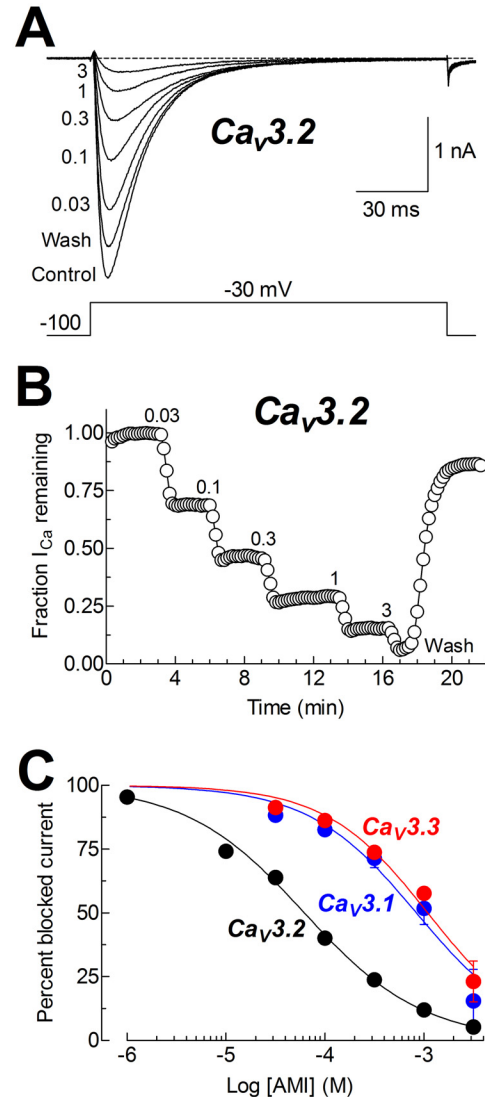 A
3
1
0.3
0.1
0.03
Wash
Control
Cav3.2
1 nA
30 ms
-30 mV
-100
B
Cav3.2
Fraction ICa remaining
1.00
0.75
0.50
0.25
0.00
0.03
0.1
0.3
1
3
Wash
0 4 8 12 16 20
Time (min)
C
Percent blocked current
100
75
50
25
0
CaV3.3
CaV3.1
CaV3.2
-6 -5 -4 -3
Log [AMI] (M)